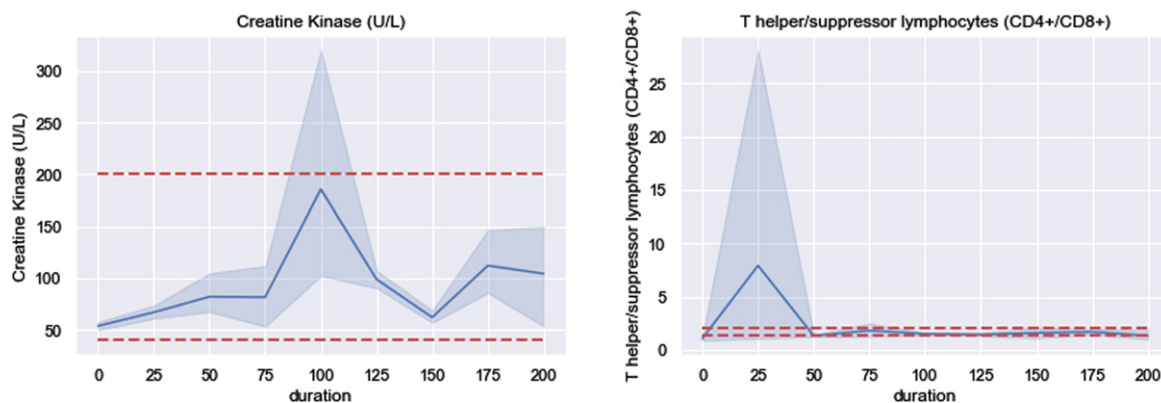 Creatine Kinase (U/L)
Creatine Kinase (U/L)
300
250
200
150
100
50
0 25 50 75 100 125 150 175 200
duration
T helper/suppressor lymphocytes (CD4+/CD8+)
T helper/suppressor lymphocytes (CD4+/CD8+)
25
20
15
10
5
0
0 25 50 75 100 125 150 175 200
duration